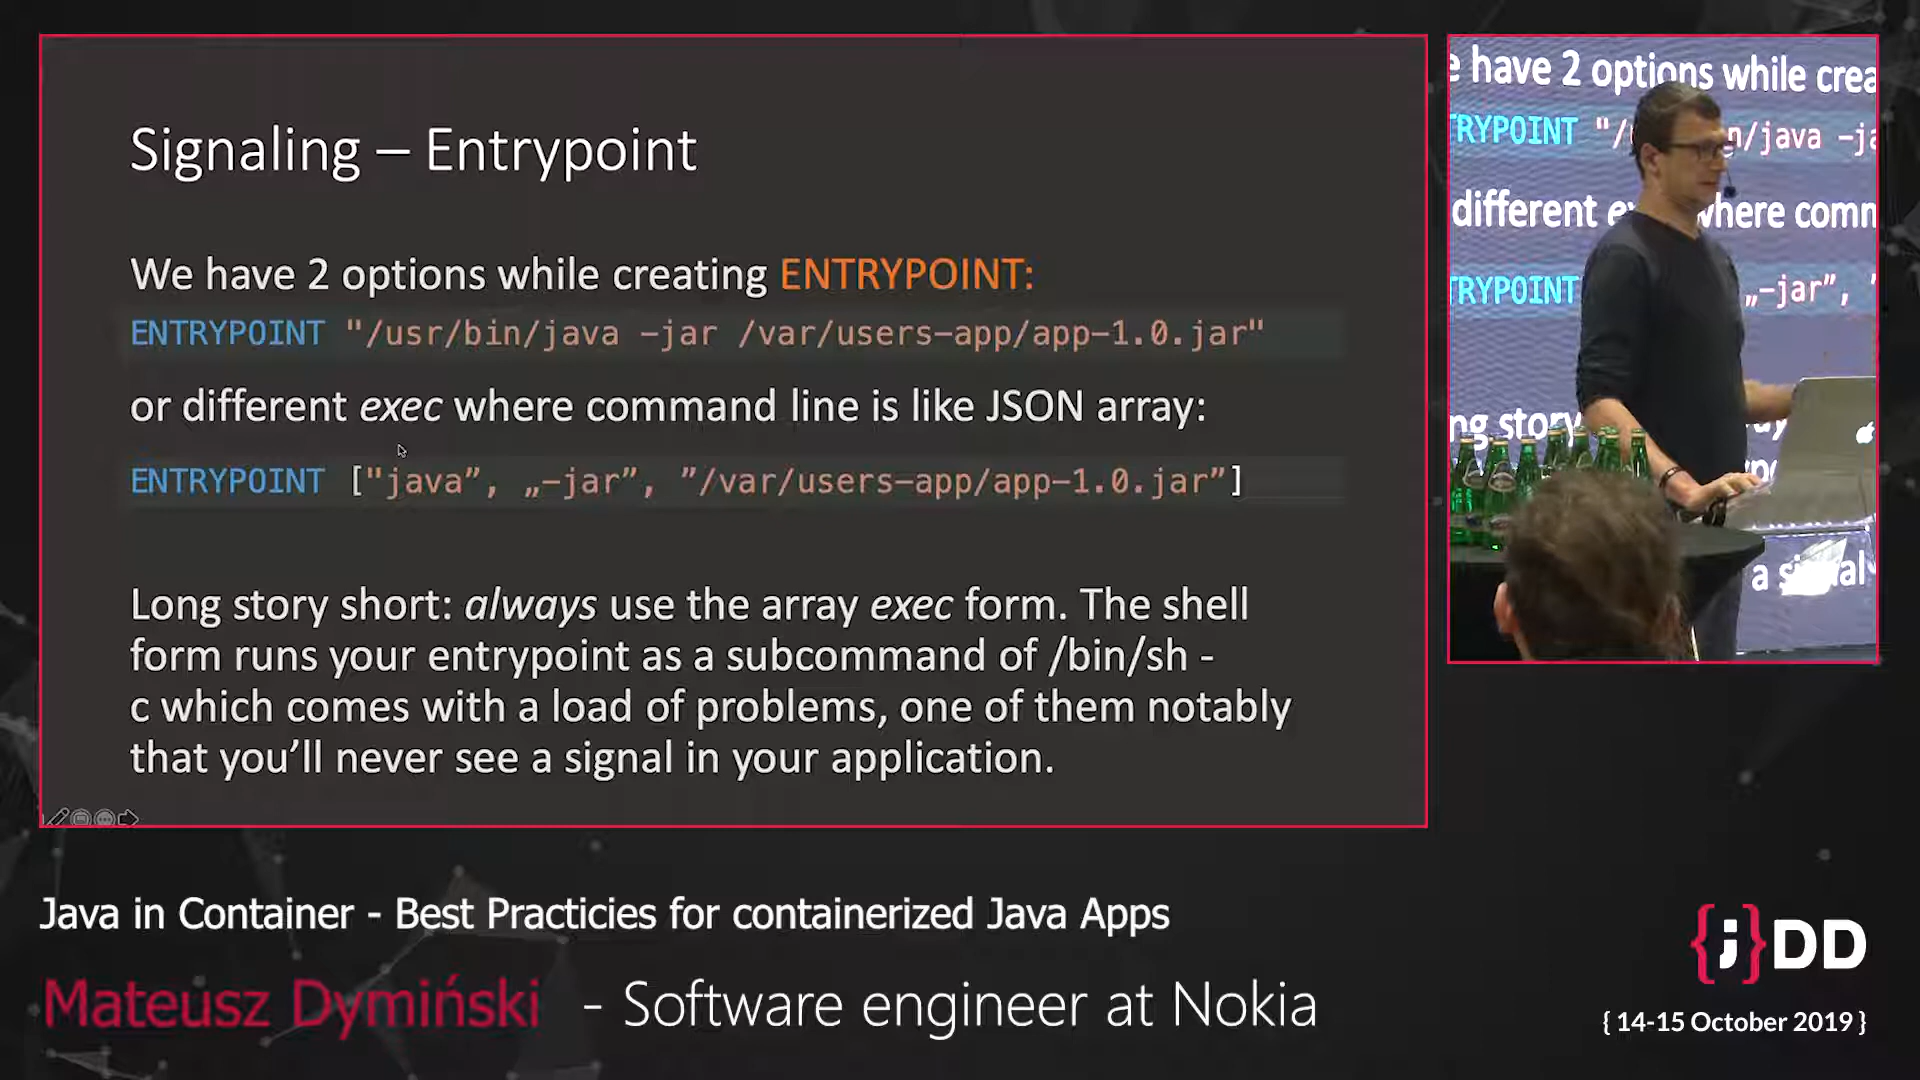 Signaling – Entrypoint
We have 2 options while creating ENTRYPOINT:
ENTRYPOINT "/usr/bin/java –jar /var/users–app/app–1.0.jar"
or different exec where command line is like JSON array:
ENTRYPOINT ["java”, „–jar”, ”/var/users–app/app–1.0.jar”]
Long story short: always use the array exec form. The shell
form runs your entrypoint as a subcommand of /bin/sh -
c which comes with a load of problems, one of them notably
that you’ll never see a signal in your application.
have 2 options while crea
RYPOINT "/ n/java –ja
different where comm
RYPOINT „–jar”,
ng story
a signal
Java in Container - Best Practicies for containerized Java Apps
Mateusz Dymiński - Software engineer at Nokia
{;}DD
{ 14-15 October 2019 }